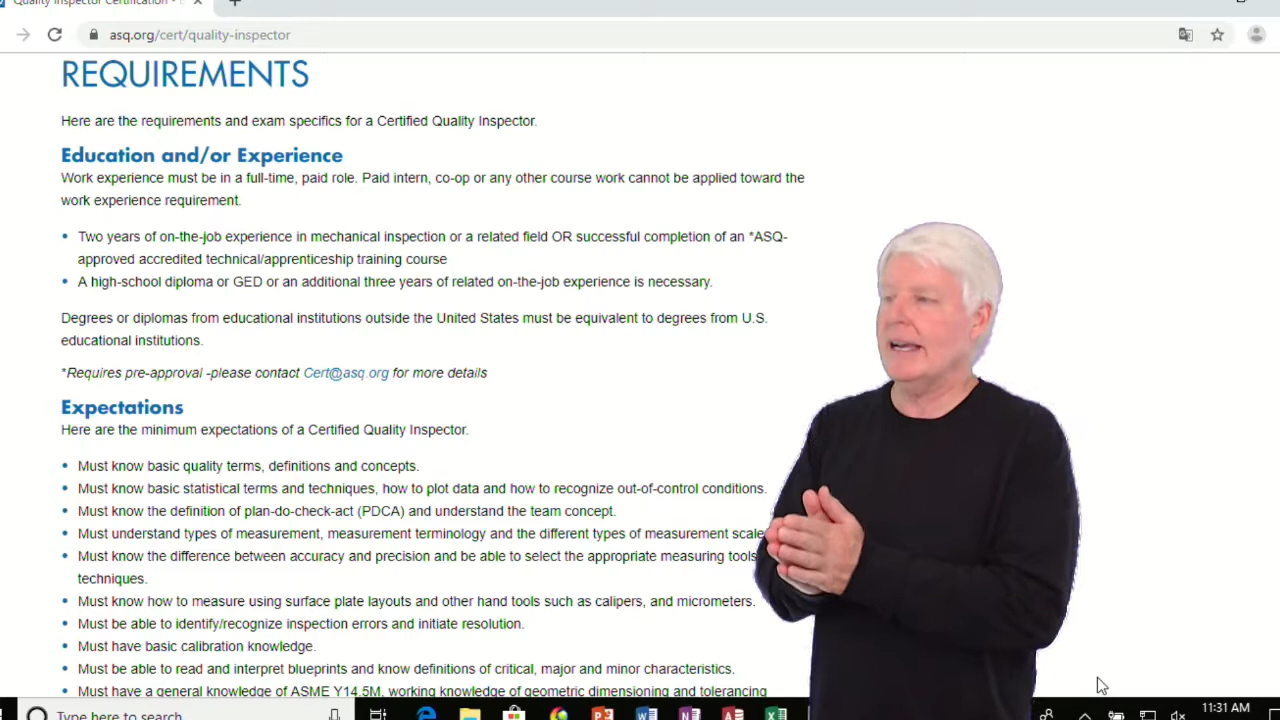 Quality Inspector Certification -
asq.org/cert/quality-inspector
REQUIREMENTS
Here are the requirements and exam specifics for a Certified Quality Inspector.
Education and/or Experience
Work experience must be in a full-time, paid role. Paid intern, co-op or any other course work cannot be applied toward the
work experience requirement.
• Two years of on-the-job experience in mechanical inspection or a related field OR successful completion of an *ASQ-
approved accredited technical/apprenticeship training course
• A high-school diploma or GED or an additional three years of related on-the-job experience is necessary.
Degrees or diplomas from educational institutions outside the United States must be equivalent to degrees from U.S.
educational institutions.
*Requires pre-approval -please contact Cert@asq.org for more details
Expectations
Here are the minimum expectations of a Certified Quality Inspector.
• Must know basic quality terms, definitions and concepts.
• Must know basic statistical terms and techniques, how to plot data and how to recognize out-of-control conditions.
• Must know the definition of plan-do-check-act (PDCA) and understand the team concept.
• Must understand types of measurement, measurement terminology and the different types of measurement scale
• Must know the difference between accuracy and precision and be able to select the appropriate measuring tools
techniques.
• Must know how to measure using surface plate layouts and other hand tools such as calipers, and micrometers.
• Must be able to identify/recognize inspection errors and initiate resolution.
• Must have basic calibration knowledge.
• Must be able to read and interpret blueprints and know definitions of critical, major and minor characteristics.
• Must have a general knowledge of ASME Y14.5M, working knowledge of geometric dimensioning and tolerancing
Type here to search
11:31 AM